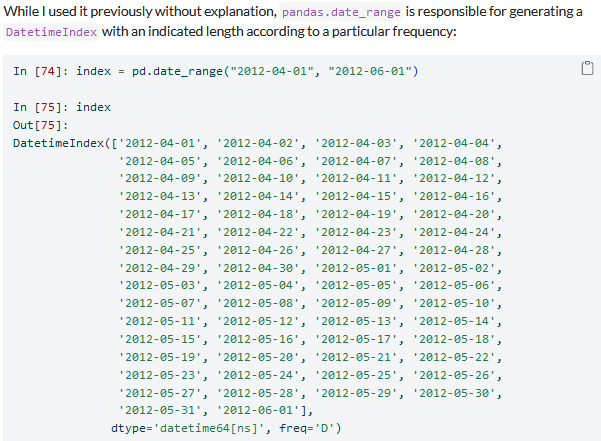 While I used it previously without explanation, pandas.date_range is responsible for generating a
DatetimeIndex with an indicated length according to a particular frequency:
In [74]: index = pd.date_range("2012-04-01", "2012-06-01")
In [75]: index
Out[75]:
DatetimeIndex(['2012-04-01', '2012-04-02', '2012-04-03', '2012-04-04',
'2012-04-05', '2012-04-06', '2012-04-07', '2012-04-08',
'2012-04-09', '2012-04-10', '2012-04-11', '2012-04-12',
'2012-04-13', '2012-04-14', '2012-04-15', '2012-04-16',
'2012-04-17', '2012-04-18', '2012-04-19', '2012-04-20',
'2012-04-21', '2012-04-22', '2012-04-23', '2012-04-24',
'2012-04-25', '2012-04-26', '2012-04-27', '2012-04-28',
'2012-04-29', '2012-04-30', '2012-05-01', '2012-05-02',
'2012-05-03', '2012-05-04', '2012-05-05', '2012-05-06',
'2012-05-07', '2012-05-08', '2012-05-09', '2012-05-10',
'2012-05-11', '2012-05-12', '2012-05-13', '2012-05-14',
'2012-05-15', '2012-05-16', '2012-05-17', '2012-05-18',
'2012-05-19', '2012-05-20', '2012-05-21', '2012-05-22',
'2012-05-23', '2012-05-24', '2012-05-25', '2012-05-26',
'2012-05-27', '2012-05-28', '2012-05-29', '2012-05-30',
'2012-05-31', '2012-06-01'],
dtype='datetime64[ns]', freq='D')